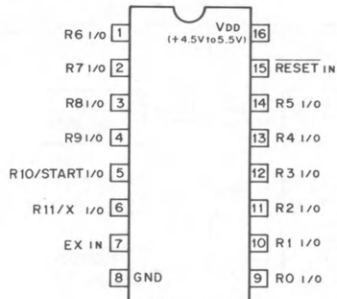 R6 I/O 1
R7 I/O 2
R8 I/O 3
R9 I/O 4
R10/START I/O 5
R11/X I/O 6
EX IN 7
8 GND
VDD 16
(+4.5V to 5.5V)
15 RESET IN
14 R5 I/O
13 R4 I/O
12 R3 I/O
11 R2 I/O
10 R1 I/O
9 R0 I/O